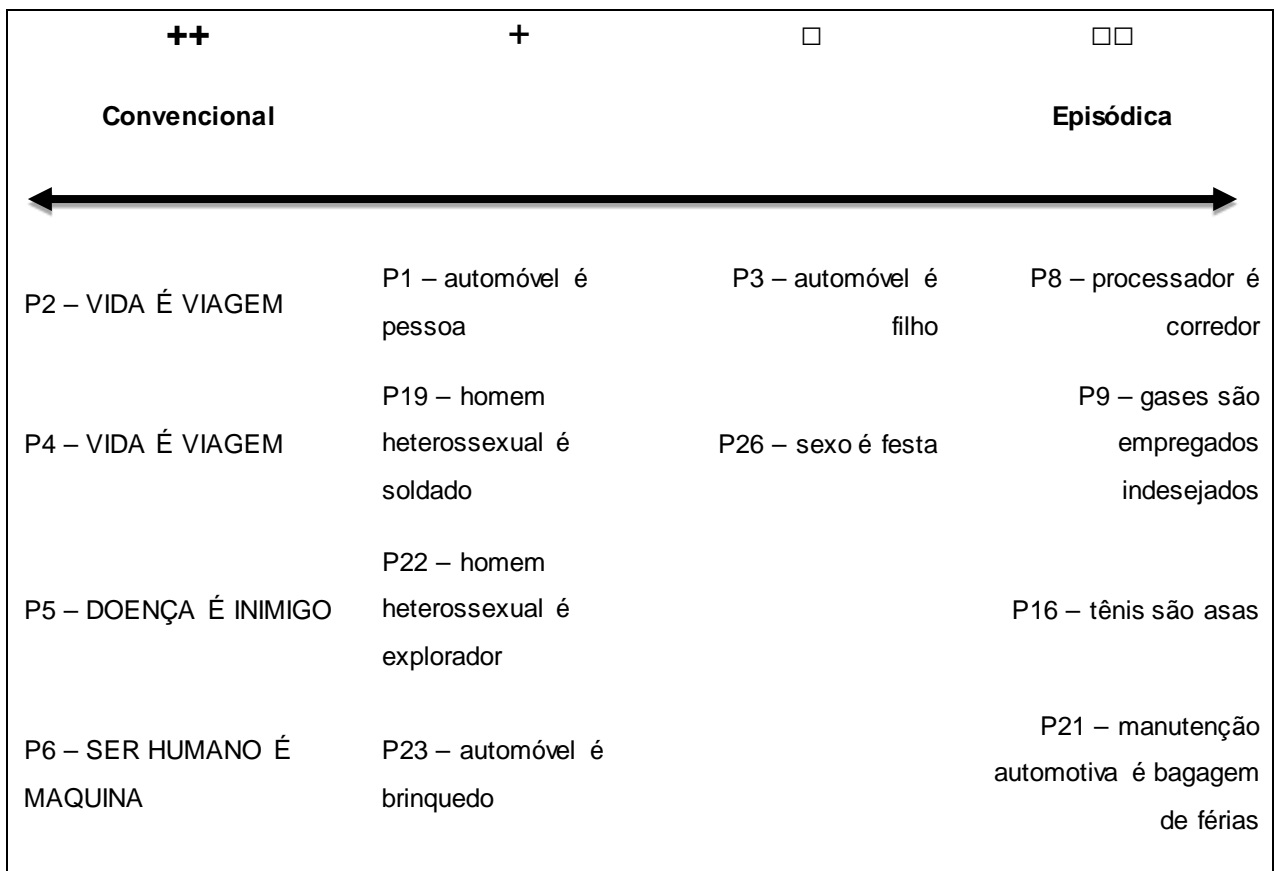 ++ + □ □□
Convencional Episódica
P2 – VIDA É VIAGEM
P1 – automóvel é
pessoa
P3 – automóvel é
filho
P8 – processador é
corredor
P4 – VIDA É VIAGEM
P19 – homem
heterossexual é
soldado
P26 – sexo é festa
P9 – gases são
empregados
indesejados
P5 – DOENÇA É INIMIGO
P22 – homem
heterossexual é
explorador
P16 – tênis são asas
P6 – SER HUMANO É
MAQUINA
P23 – automóvel é
brinquedo
P21 – manutenção
automotiva é bagagem
de férias